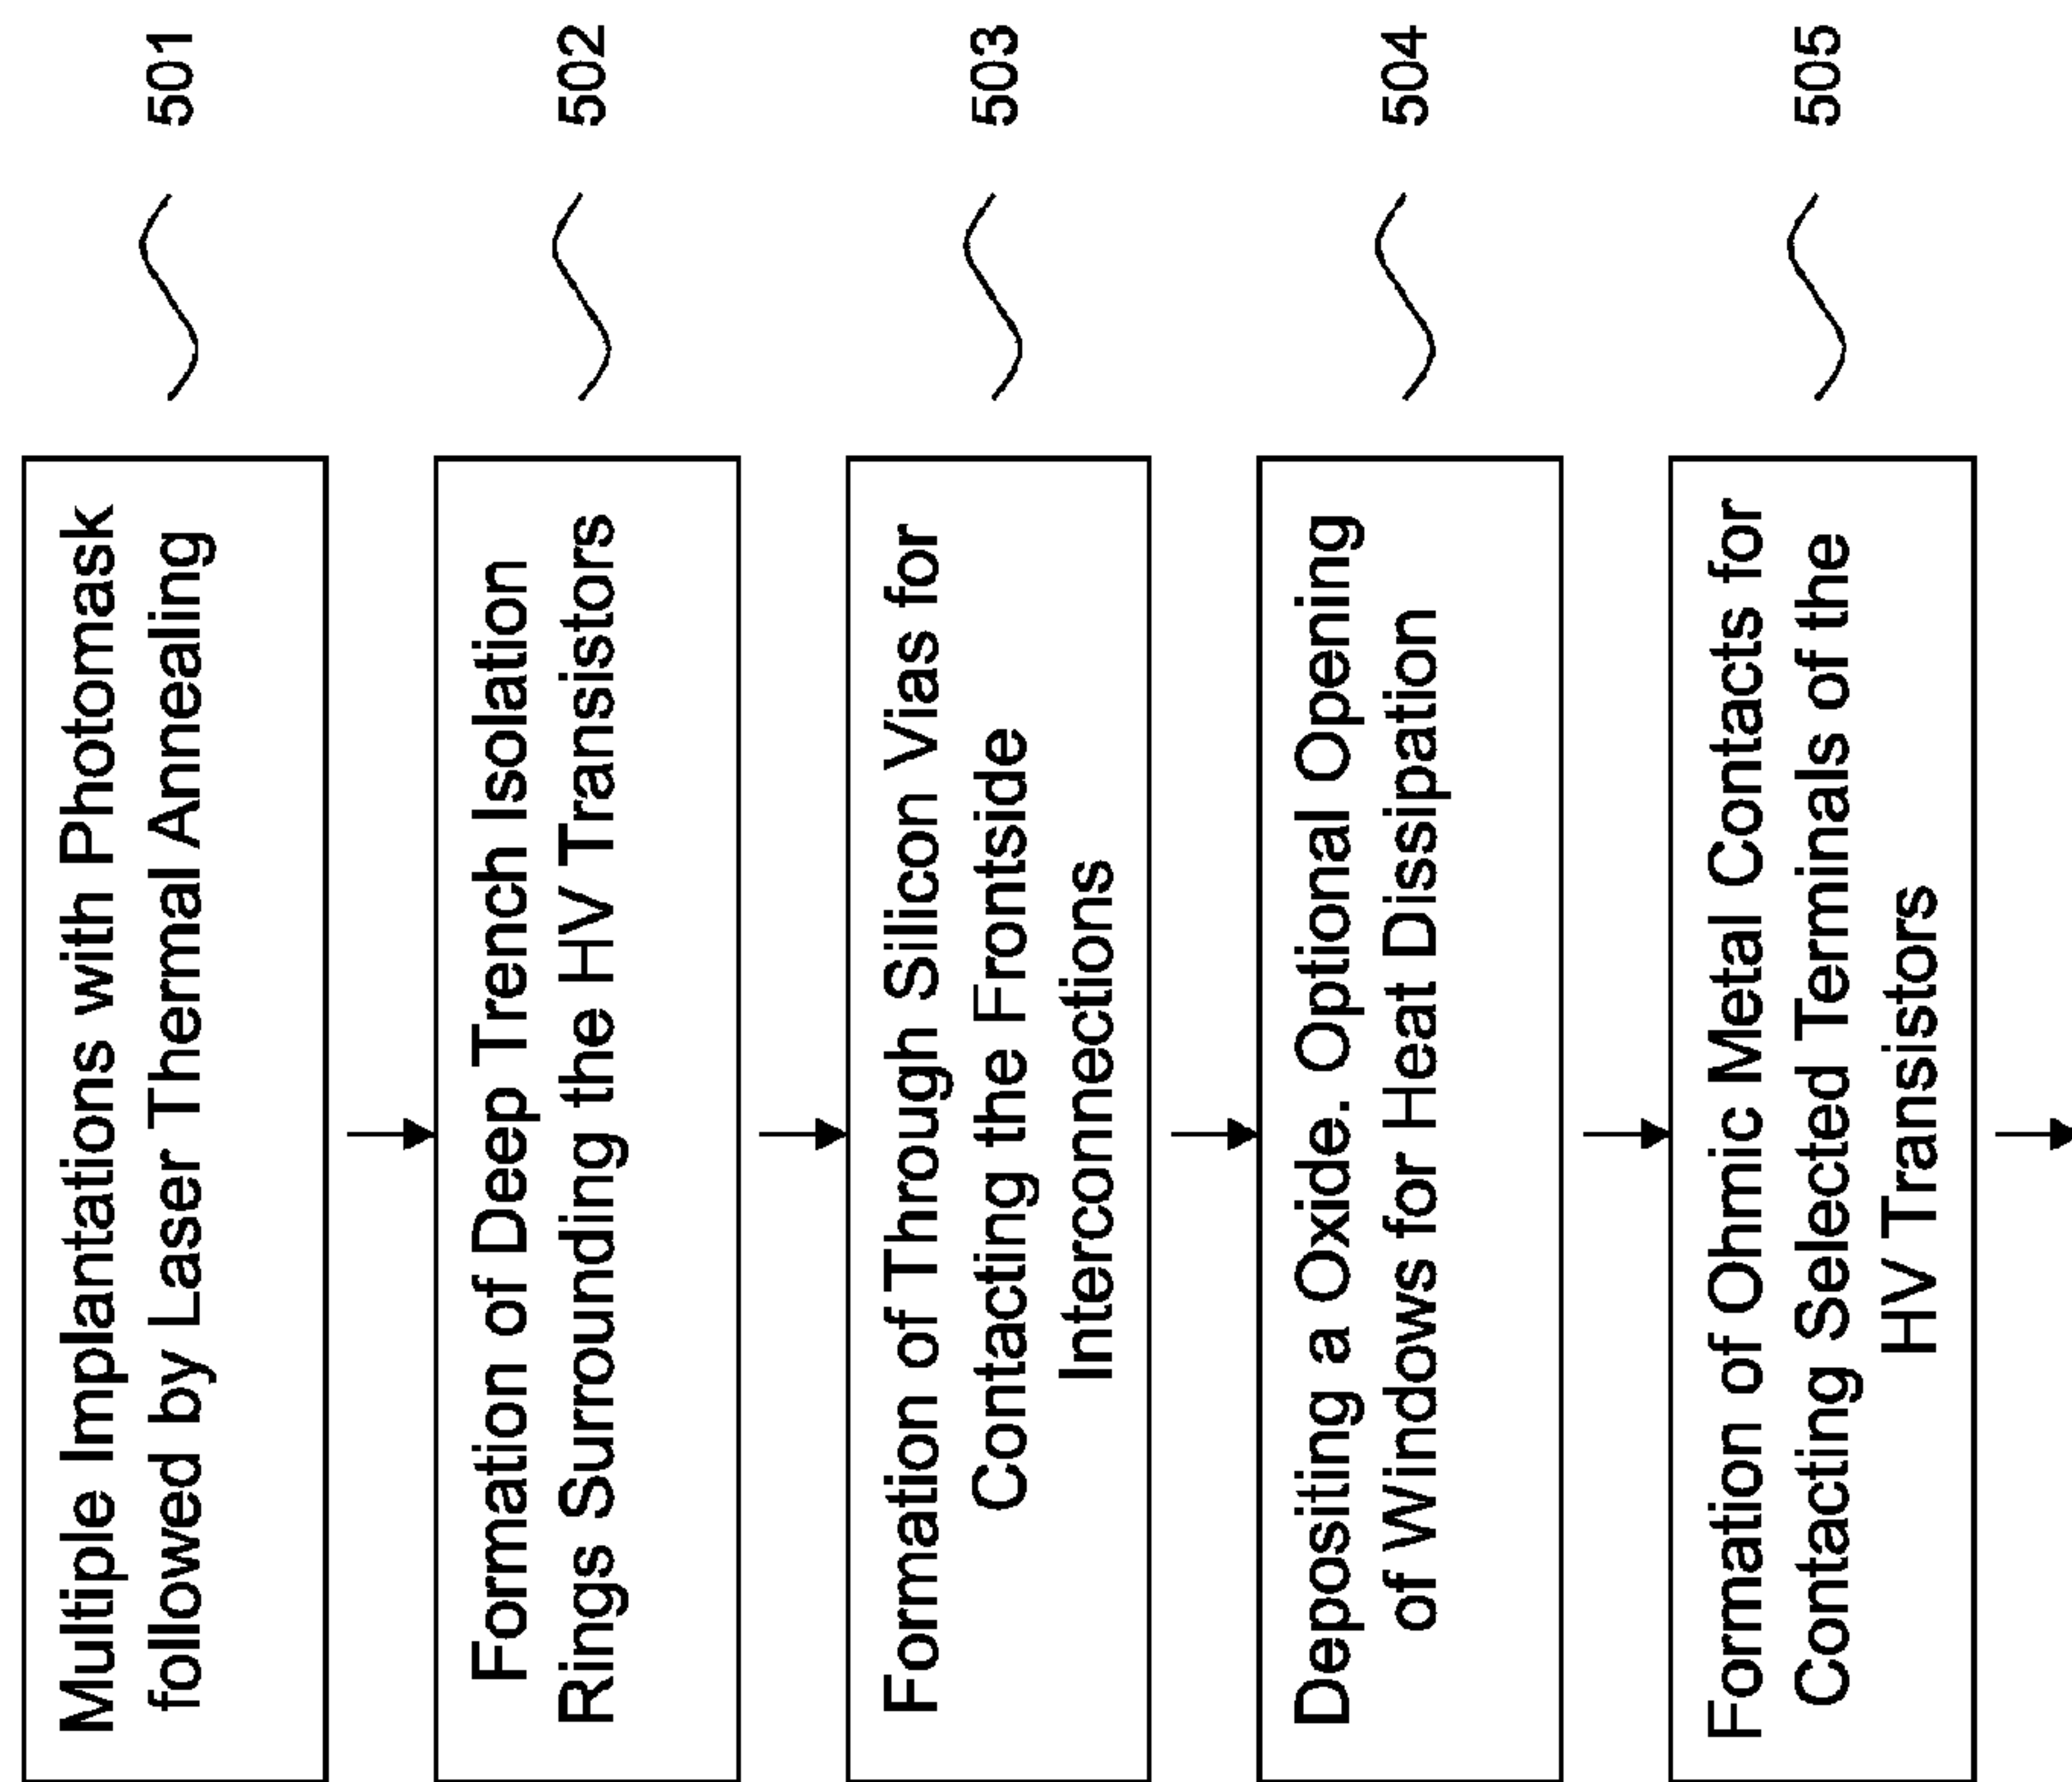 Multiple Implantations with Photomask
followed by Laser Thermal Annealing
501
Formation of Deep Trench Isolation
Rings Surrounding the HV Transistors
502
Formation of Through Silicon Vias for
Contacting the Frontside
Interconnections
503
Depositing a Oxide. Optional Opening
of Windows for Heat Dissipation
504
Formation of Ohmic Metal Contacts for
Contacting Selected Terminals of the
HV Transistors
505